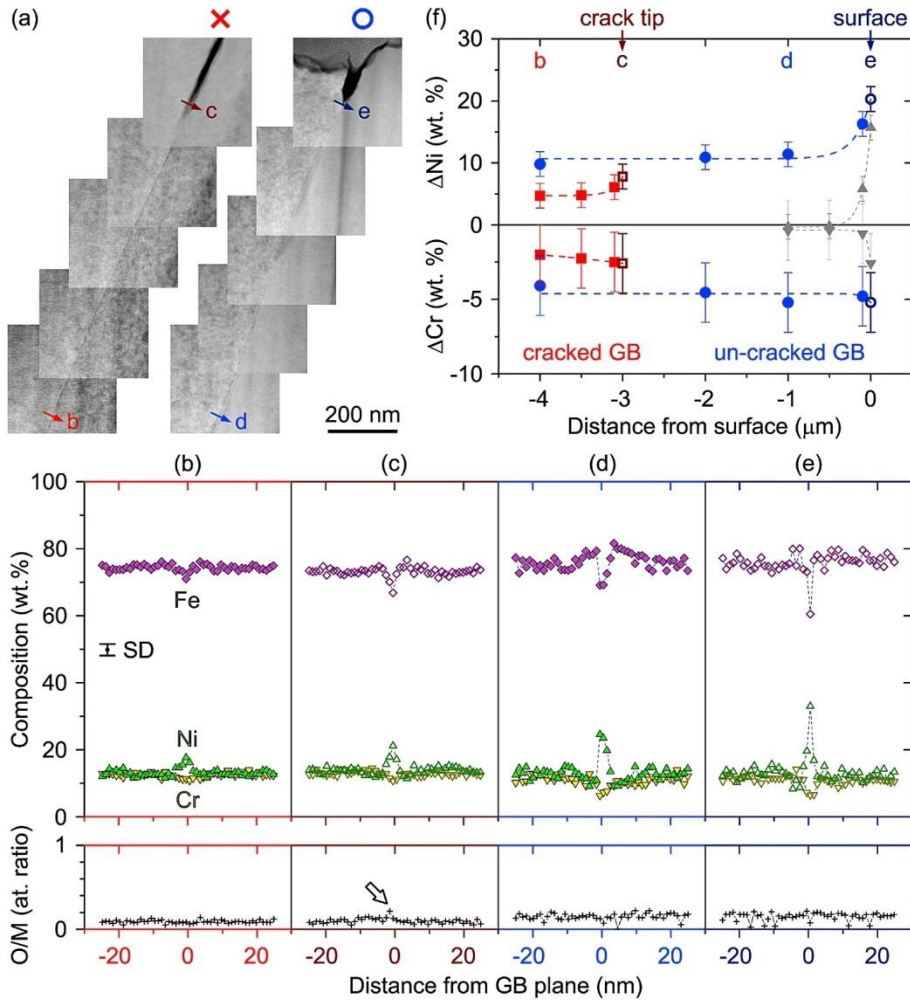 (a)
c
e
b
d
200 nm
(f)
crack tip
surface
b
c
d
e
30
20
10
0
-5
-10
ΔNi (wt. %)
ΔCr (wt. %)
cracked GB
un-cracked GB
-4
-3
-2
-1
0
Distance from surface (μm)
(b)
(c)
(d)
(e)
100
80
60
40
20
0
Composition (wt.%)
Fe
SD
Ni
Cr
1
0
O/M (at. ratio)
-20
0
20
-20
0
20
-20
0
20
-20
0
20
Distance from GB plane (nm)